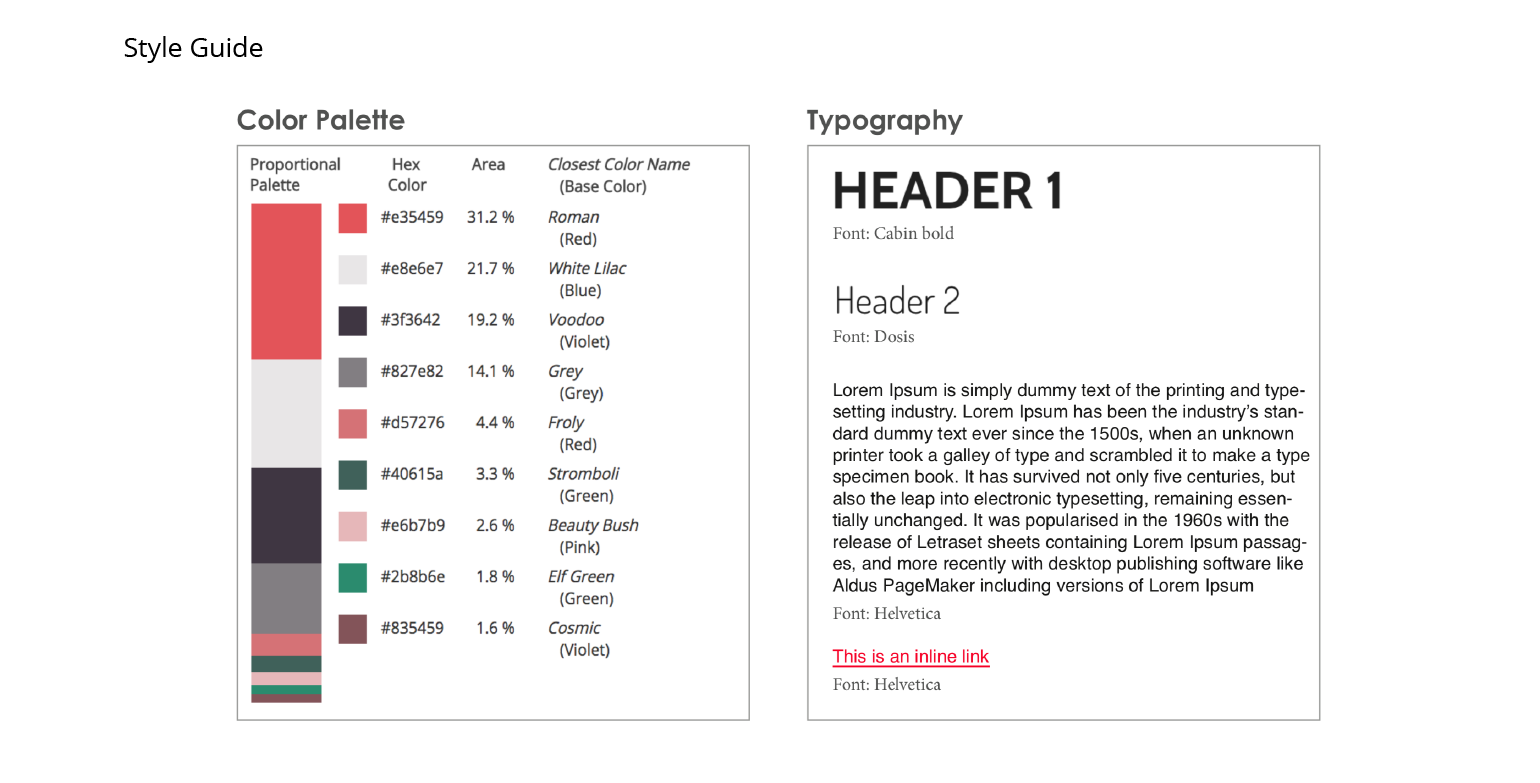 Style Guide
Color Palette
Proportional Palette
Hex Color
Area
Closest Color Name
(Base Color)
#e35459 31.2 % Roman
(Red)
#e8e6e7 21.7 % White Lilac
(Blue)
#3f3642 19.2 % Voodoo
(Violet)
#827e82 14.1 % Grey
(Grey)
#d57276 4.4 % Froly
(Red)
#40615a 3.3 % Stromboli
(Green)
#e6b7b9 2.6 % Beauty Bush
(Pink)
#2b8b6e 1.8 % Elf Green
(Green)
#835459 1.6 % Cosmic
(Violet)
Typography
HEADER 1
Font: Cabin bold
Header 2
Font: Dosis
Lorem Ipsum is simply dummy text of the printing and type-
setting industry. Lorem Ipsum has been the industry's stan-
dard dummy text ever since the 1500s, when an unknown
printer took a galley of type and scrambled it to make a type
specimen book. It has survived not only five centuries, but
also the leap into electronic typesetting, remaining essen-
tially unchanged. It was popularised in the 1960s with the
release of Letraset sheets containing Lorem Ipsum passag-
es, and more recently with desktop publishing software like
Aldus PageMaker including versions of Lorem Ipsum
Font: Helvetica
This is an inline link
Font: Helvetica